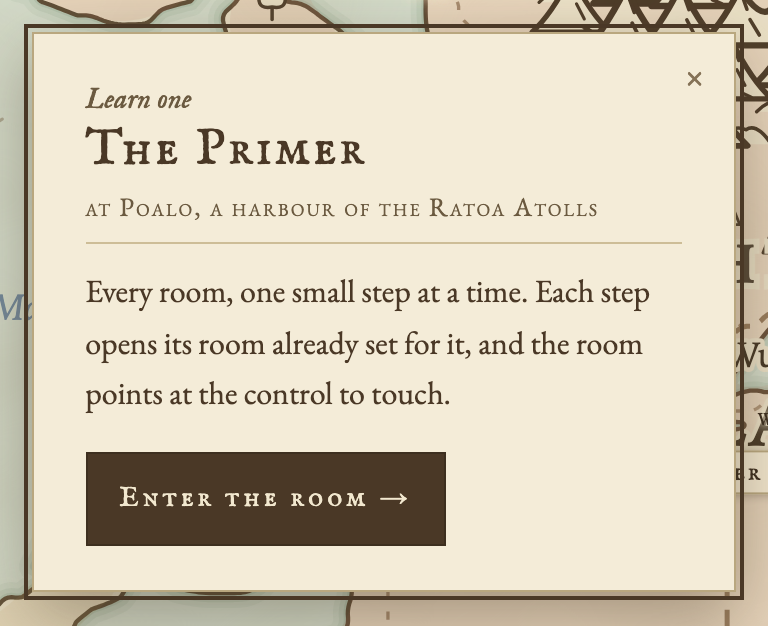 Learn one
The Primer
at Poalo, a harbour of the Ratoa Atolls
Every room, one small step at a time. Each step
opens its room already set for it, and the room
points at the control to touch.
Enter the room →